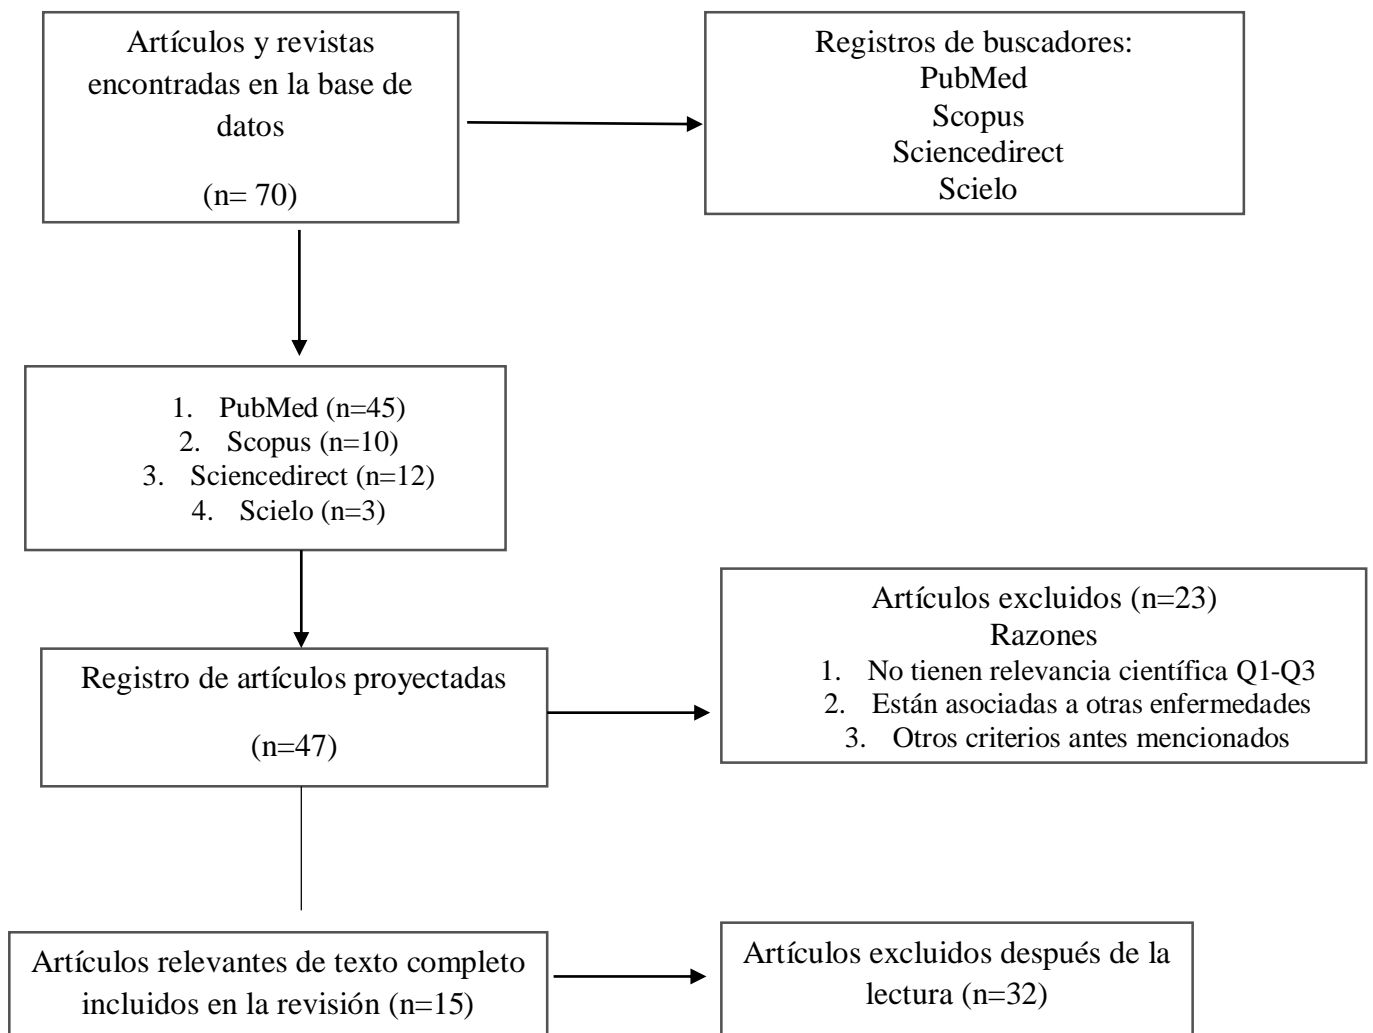 Artículos y revistas
encontradas en la base de
datos
(n= 70)
Registros de buscadores:
PubMed
Scopus
Sciencedirect
Scielo
1. PubMed (n=45)
2. Scopus (n=10)
3. Sciencedirect (n=12)
4. Scielo (n=3)
Registro de artículos proyectadas
(n=47)
Artículos excluidos (n=23)
Razones
1. No tienen relevancia científica Q1-Q3
2. Están asociadas a otras enfermedades
3. Otros criterios antes mencionados
Artículos relevantes de texto completo
incluidos en la revisión (n=15)
Artículos excluidos después de la
lectura (n=32)